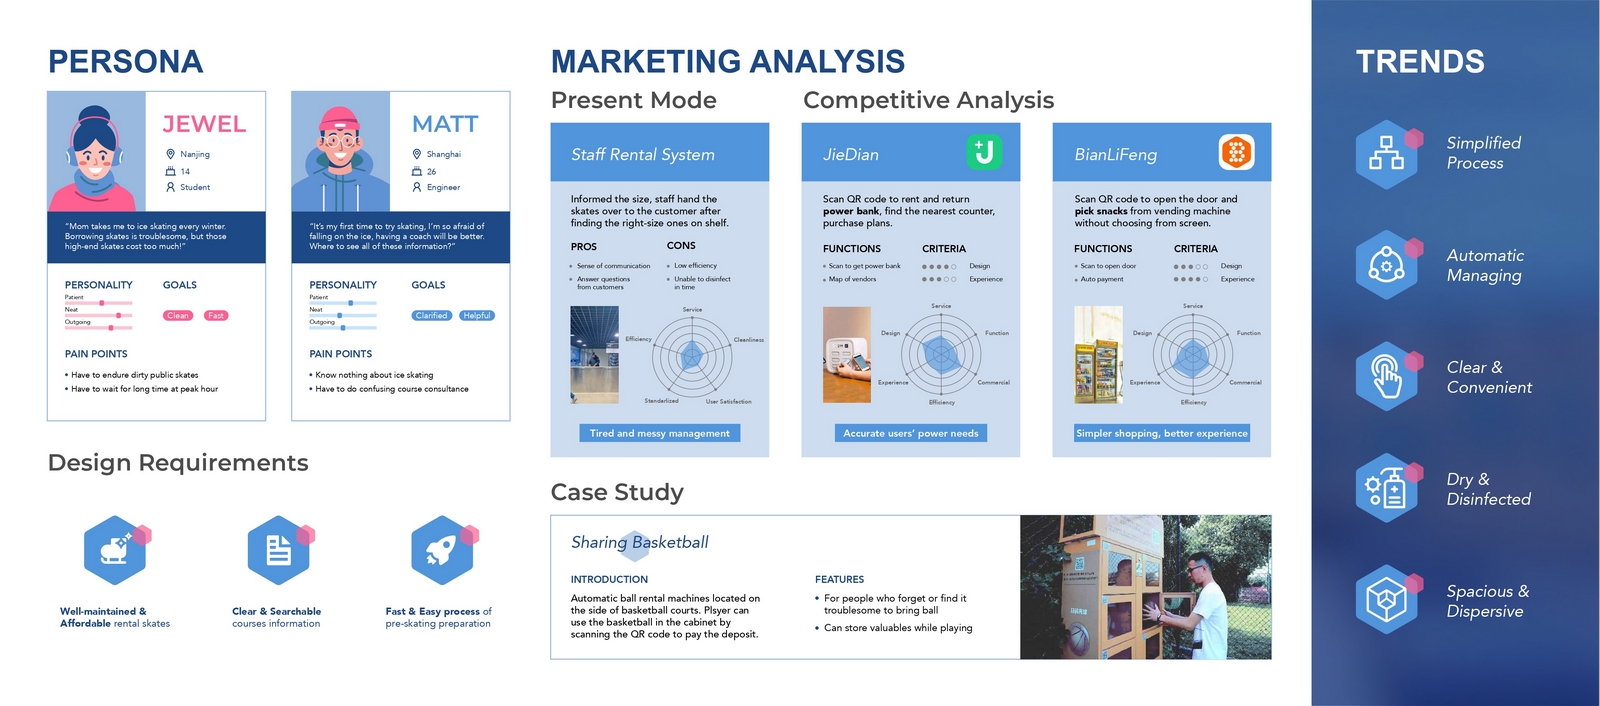 PERSONA
JEWEL
Nanjing
14
Student
"Mom takes me to ice skating every winter.
Borrowing skates is troublesome, but those
high-end skates cost too much!"
PERSONALITY
Patient
Neat
Outgoing
GOALS
Clean
Fast
PAIN POINTS
• Have to endure dirty public skates
• Have to wait for long time at peak hour
MATT
Shanghai
26
Engineer
"It's my first time to try skating, I'm so afraid of
falling on the ice, having a coach will be better.
Where to see all of these information?"
PERSONALITY
Patient
Neat
Outgoing
GOALS
Clarified
Helpful
PAIN POINTS
• Know nothing about ice skating
• Have to do confusing course consultance
Design Requirements
Well-maintained &
Affordable rental skates
Clear & Searchable
courses information
Fast & Easy process of
pre-skating preparation
MARKETING ANALYSIS
Present Mode
Staff Rental System
Informed the size, staff hand the
skates over to the customer after
finding the right-size ones on shelf.
PROS
• Sense of communication
• Answer questions
from customers
CONS
• Low efficiency
• Unable to disinfect
in time
Service
Efficiency
Cleanliness
Standarlized
User Satisfection
Tired and messy management
Competitive Analysis
JieDian
+J
Scan QR code to rent and return
power bank, find the nearest counter,
purchase plans.
FUNCTIONS
• Scan to get power bank
• Map of vendors
CRITERIA
Design
Experience
Service
Design
Function
Experience
Commercial
Efficiency
Accurate users' power needs
BianLiFeng
Scan QR code to open the door and
pick snacks from vending machine
without choosing from screen.
FUNCTIONS
• Scan to open door
• Auto payment
CRITERIA
Design
Experience
Service
Design
Function
Experience
Commercial
Efficiency
Simpler shopping, better experience
Case Study
Sharing Basketball
INTRODUCTION
Automatic ball rental machines located on
the side of basketball courts. Plsyer can
use the basketball in the cabinet by
scanning the QR code to pay the deposit.
FEATURES
• For people who forget or find it
troublesome to bring ball
• Can store valuables while playing
TRENDS
Simplified
Process
Automatic
Managing
Clear &
Convenient
Dry &
Disinfected
Spacious &
Dispersive